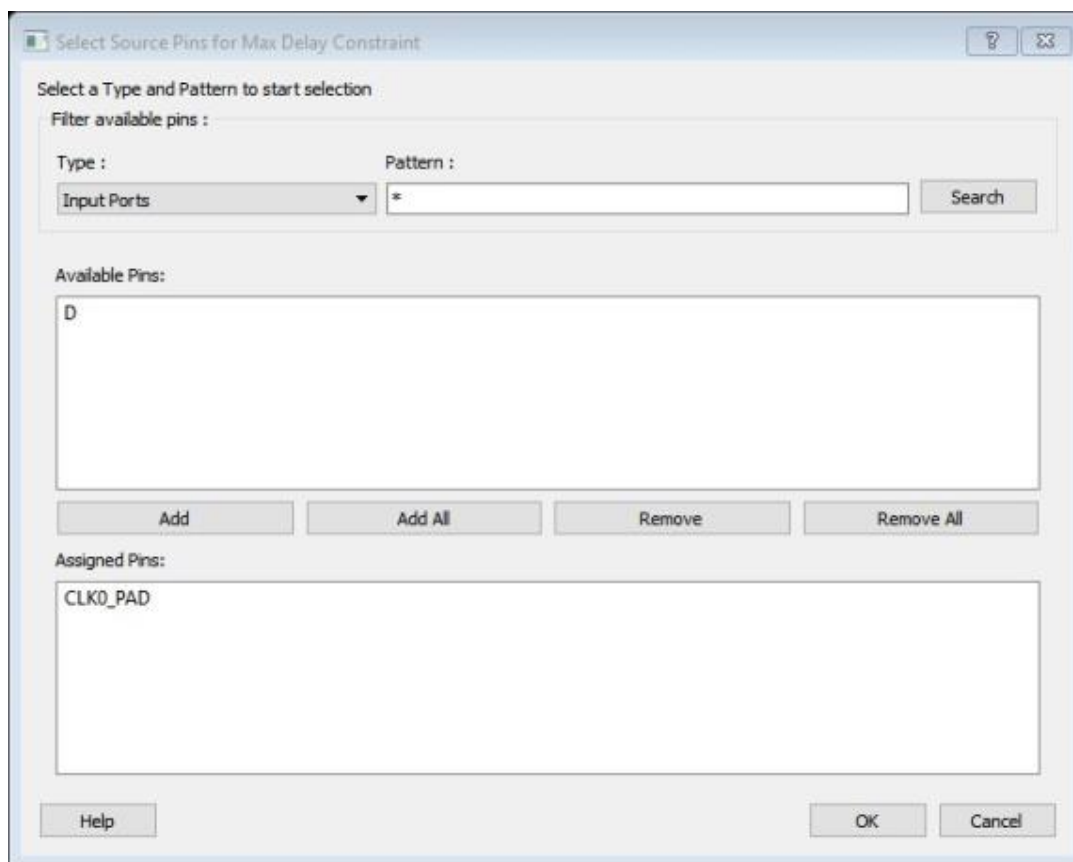 Select Source Pins for Max Delay Constraint
Select a Type and Pattern to start selection
Filter available pins :
Type : Pattern :
Input Ports * Search
Available Pins:
D
Add Add All Remove Remove All
Assigned Pins:
CLK0_PAD
Help OK Cancel